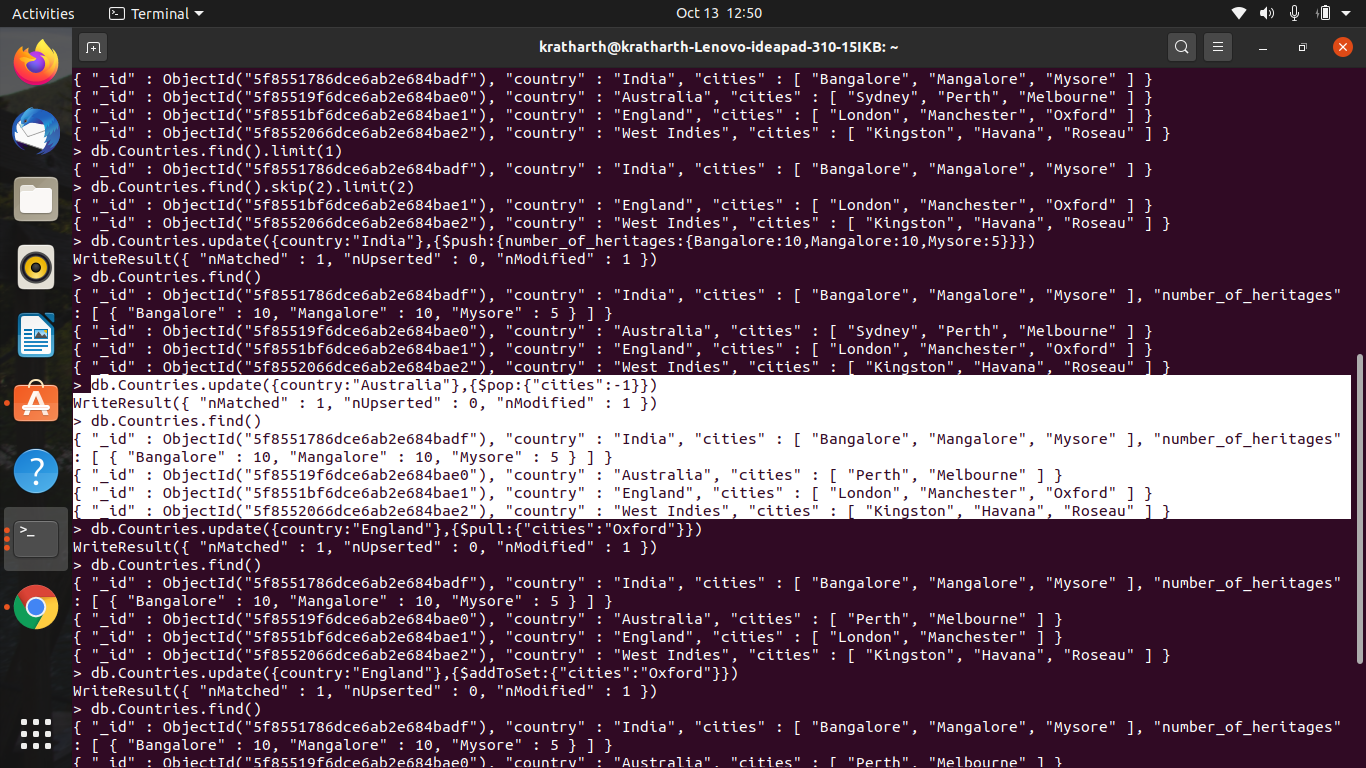 Activities
Terminal
Oct 13 12:50
kratharth@kratharth-Lenovo-ideapad-310-15IKB: ~
{ "_id" : ObjectId("5f8551786dce6ab2e684badf"), "country" : "India", "cities" : [ "Bangalore", "Mangalore", "Mysore" ] }
{ "_id" : ObjectId("5f85519f6dce6ab2e684bae0"), "country" : "Australia", "cities" : [ "Sydney", "Perth", "Melbourne" ] }
{ "_id" : ObjectId("5f8551bf6dce6ab2e684bae1"), "country" : "England", "cities" : [ "London", "Manchester", "Oxford" ] }
{ "_id" : ObjectId("5f8552066dce6ab2e684bae2"), "country" : "West Indies", "cities" : [ "Kingston", "Havana", "Roseau" ] }
> db.Countries.find().limit(1)
{ "_id" : ObjectId("5f8551786dce6ab2e684badf"), "country" : "India", "cities" : [ "Bangalore", "Mangalore", "Mysore" ] }
> db.Countries.find().skip(2).limit(2)
{ "_id" : ObjectId("5f8551bf6dce6ab2e684bae1"), "country" : "England", "cities" : [ "London", "Manchester", "Oxford" ] }
{ "_id" : ObjectId("5f8552066dce6ab2e684bae2"), "country" : "West Indies", "cities" : [ "Kingston", "Havana", "Roseau" ] }
> db.Countries.update({country:"India"},{$push:{number_of_heritages:{Bangalore:10,Mangalore:10,Mysore:5}}})
WriteResult({ "nMatched" : 1, "nUpserted" : 0, "nModified" : 1 })
> db.Countries.find()
{ "_id" : ObjectId("5f8551786dce6ab2e684badf"), "country" : "India", "cities" : [ "Bangalore", "Mangalore", "Mysore" ], "number_of_heritages"
: [ { "Bangalore" : 10, "Mangalore" : 10, "Mysore" : 5 } ] }
{ "_id" : ObjectId("5f85519f6dce6ab2e684bae0"), "country" : "Australia", "cities" : [ "Sydney", "Perth", "Melbourne" ] }
{ "_id" : ObjectId("5f8551bf6dce6ab2e684bae1"), "country" : "England", "cities" : [ "London", "Manchester", "Oxford" ] }
{ "_id" : ObjectId("5f8552066dce6ab2e684bae2"), "country" : "West Indies", "cities" : [ "Kingston", "Havana", "Roseau" ] }
> db.Countries.update({country:"Australia"},{$pop:{"cities":-1}})
WriteResult({ "nMatched" : 1, "nUpserted" : 0, "nModified" : 1 })
> db.Countries.find()
{ "_id" : ObjectId("5f8551786dce6ab2e684badf"), "country" : "India", "cities" : [ "Bangalore", "Mangalore", "Mysore" ], "number_of_heritages"
: [ { "Bangalore" : 10, "Mangalore" : 10, "Mysore" : 5 } ] }
{ "_id" : ObjectId("5f85519f6dce6ab2e684bae0"), "country" : "Australia", "cities" : [ "Perth", "Melbourne" ] }
{ "_id" : ObjectId("5f8551bf6dce6ab2e684bae1"), "country" : "England", "cities" : [ "London", "Manchester", "Oxford" ] }
{ "_id" : ObjectId("5f8552066dce6ab2e684bae2"), "country" : "West Indies", "cities" : [ "Kingston", "Havana", "Roseau" ] }
> db.Countries.update({country:"England"},{$pull:{"cities":"Oxford"}})
WriteResult({ "nMatched" : 1, "nUpserted" : 0, "nModified" : 1 })
> db.Countries.find()
{ "_id" : ObjectId("5f8551786dce6ab2e684badf"), "country" : "India", "cities" : [ "Bangalore", "Mangalore", "Mysore" ], "number_of_heritages"
: [ { "Bangalore" : 10, "Mangalore" : 10, "Mysore" : 5 } ] }
{ "_id" : ObjectId("5f85519f6dce6ab2e684bae0"), "country" : "Australia", "cities" : [ "Perth", "Melbourne" ] }
{ "_id" : ObjectId("5f8551bf6dce6ab2e684bae1"), "country" : "England", "cities" : [ "London", "Manchester" ] }
{ "_id" : ObjectId("5f8552066dce6ab2e684bae2"), "country" : "West Indies", "cities" : [ "Kingston", "Havana", "Roseau" ] }
> db.Countries.update({country:"England"},{$addToSet:{"cities":"Oxford"}})
WriteResult({ "nMatched" : 1, "nUpserted" : 0, "nModified" : 1 })
> db.Countries.find()
{ "_id" : ObjectId("5f8551786dce6ab2e684badf"), "country" : "India", "cities" : [ "Bangalore", "Mangalore", "Mysore" ], "number_of_heritages"
: [ { "Bangalore" : 10, "Mangalore" : 10, "Mysore" : 5 } ] }
{ "_id" : ObjectId("5f85519f6dce6ab2e684bae0"), "country" : "Australia", "cities" : [ "Perth", "Melbourne" ] }